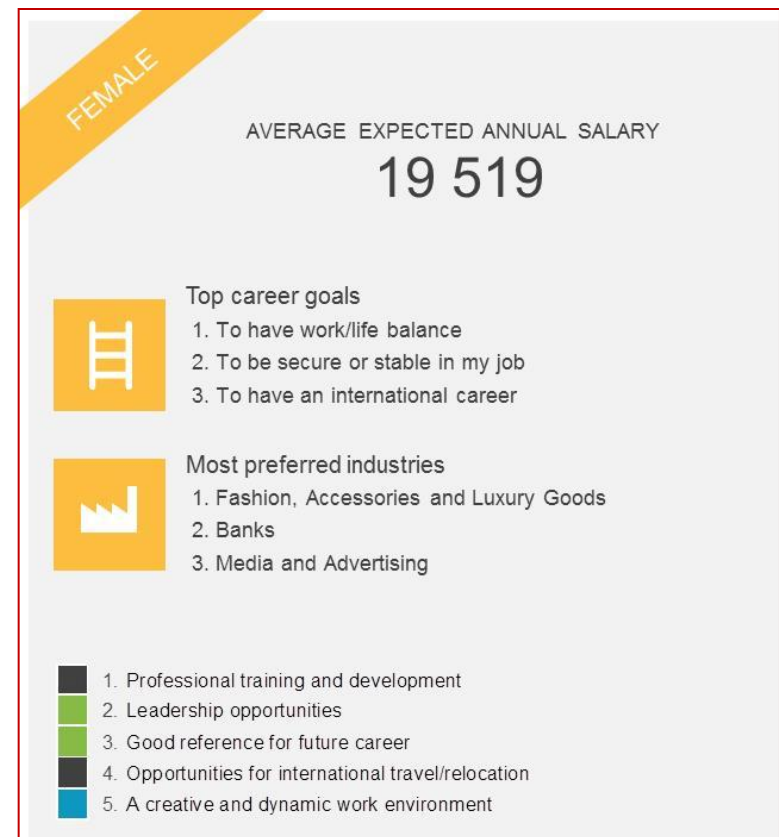 FEMALE
AVERAGE EXPECTED ANNUAL SALARY
19 519
Top career goals
1. To have work/life balance
2. To be secure or stable in my job
3. To have an international career
Most preferred industries
1. Fashion, Accessories and Luxury Goods
2. Banks
3. Media and Advertising
1. Professional training and development
2. Leadership opportunities
3. Good reference for future career
4. Opportunities for international travel/relocation
5. A creative and dynamic work environment